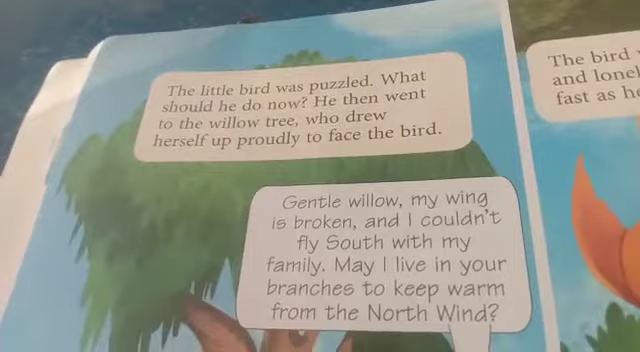 The little bird was puzzled. What
should he do now? He then went
to the willow tree, who drew
herself up proudly to face the bird.
Gentle willow, my wing
is broken, and I couldn't
fly South with my
family. May I live in your
branches to keep warm
from the North Wind?
The bird
and lonel
fast as he